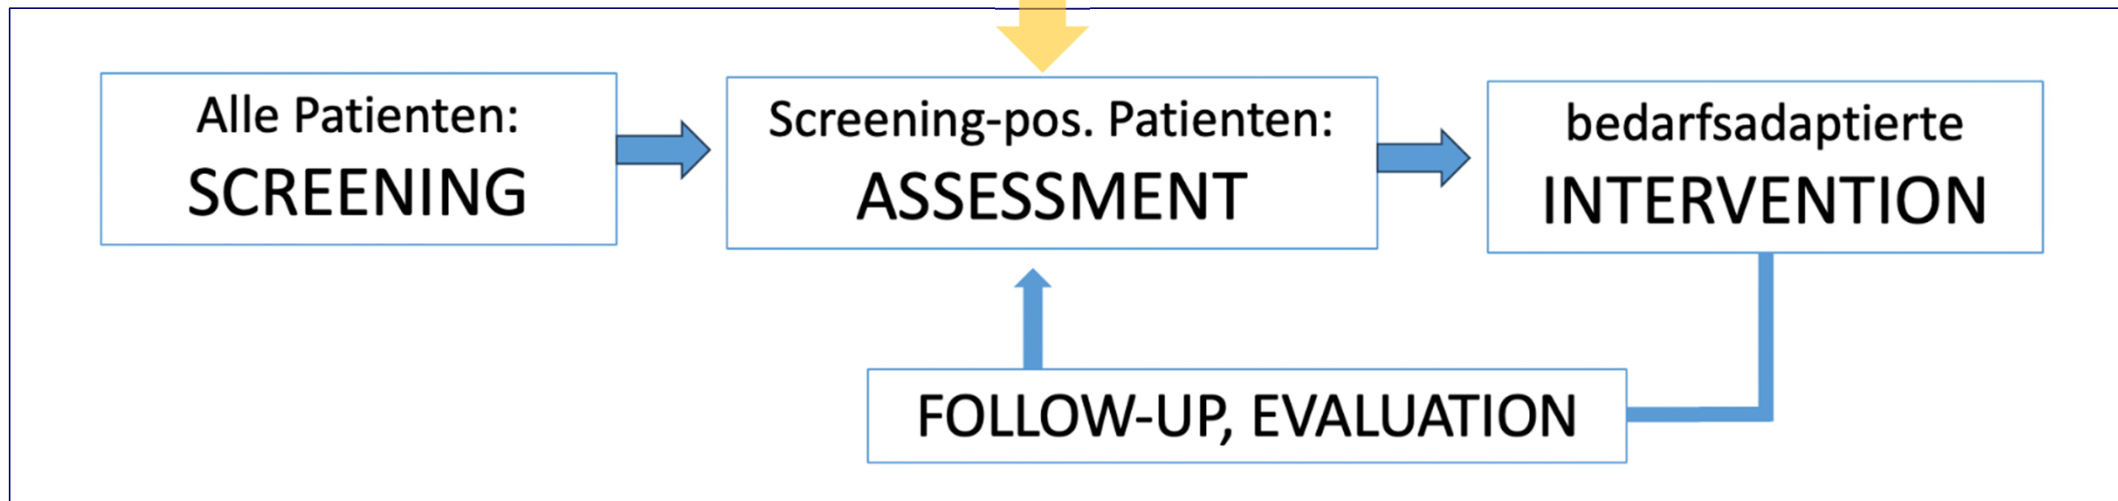 Alle Patienten:
SCREENING
Screening-pos. Patienten:
ASSESSMENT
bedarfsadaptierte
INTERVENTION
FOLLOW-UP, EVALUATION